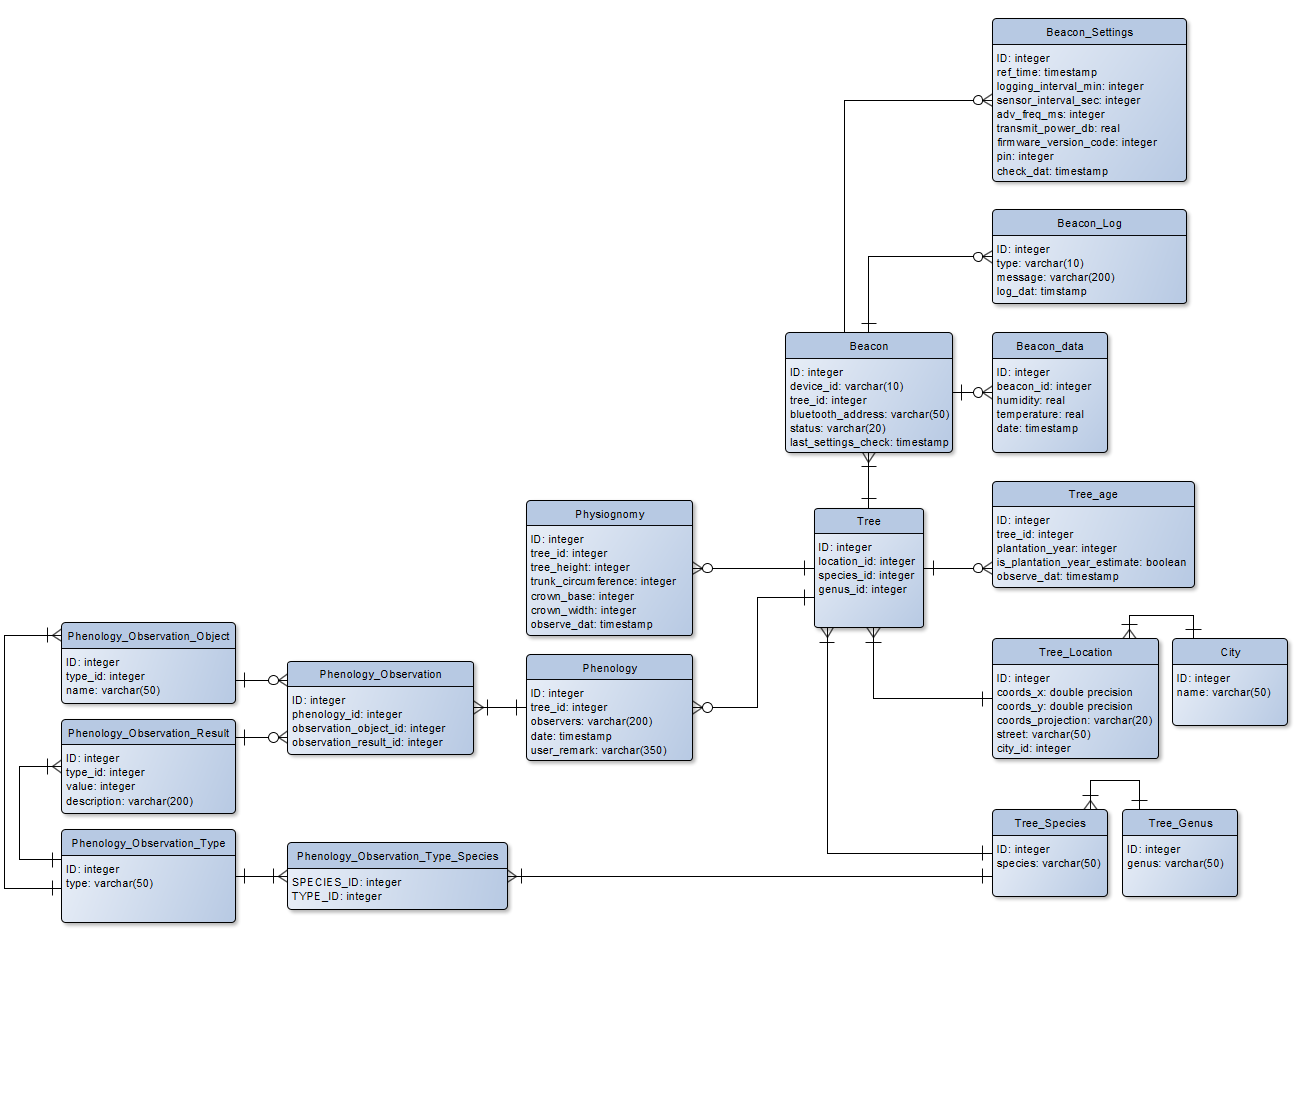 Beacon_Settings
ID: integer
ref_time: timestamp
logging_interval_min: integer
sensor_interval_sec: integer
adv_freq_ms: integer
transmit_power_db: real
firmware_version_code: integer
pin: integer
check_dat: timestamp
Beacon_Log
ID: integer
type: varchar(10)
message: varchar(200)
log_dat: timstamp
Beacon
ID: integer
device_id: varchar(10)
tree_id: integer
bluetooth_address: varchar(50)
status: varchar(20)
last_settings_check: timestamp
Beacon_data
ID: integer
beacon_id: integer
humidity: real
temperature: real
date: timestamp
Physiognomy
ID: integer
tree_id: integer
tree_height: integer
trunk_circumference: integer
crown_base: integer
crown_width: integer
observe_dat: timestamp
Tree
ID: integer
location_id: integer
species_id: integer
genus_id: integer
Tree_age
ID: integer
tree_id: integer
plantation_year: integer
is_plantation_year_estimate: boolean
observe_dat: timestamp
Phenology_Observation_Object
ID: integer
type_id: integer
name: varchar(50)
Phenology_Observation
ID: integer
phenology_id: integer
observation_object_id: integer
observation_result_id: integer
Phenology
ID: integer
tree_id: integer
observers: varchar(200)
date: timestamp
user_remark: varchar(350)
Tree_Location
ID: integer
coords_x: double precision
coords_y: double precision
coords_projection: varchar(20)
street: varchar(50)
city_id: integer
City
ID: integer
name: varchar(50)
Phenology_Observation_Result
ID: integer
type_id: integer
value: integer
description: varchar(200)
Phenology_Observation_Type
ID: integer
type: varchar(50)
Phenology_Observation_Type_Species
SPECIES_ID: integer
TYPE_ID: integer
Tree_Species
ID: integer
species: varchar(50)
Tree_Genus
ID: integer
genus: varchar(50)